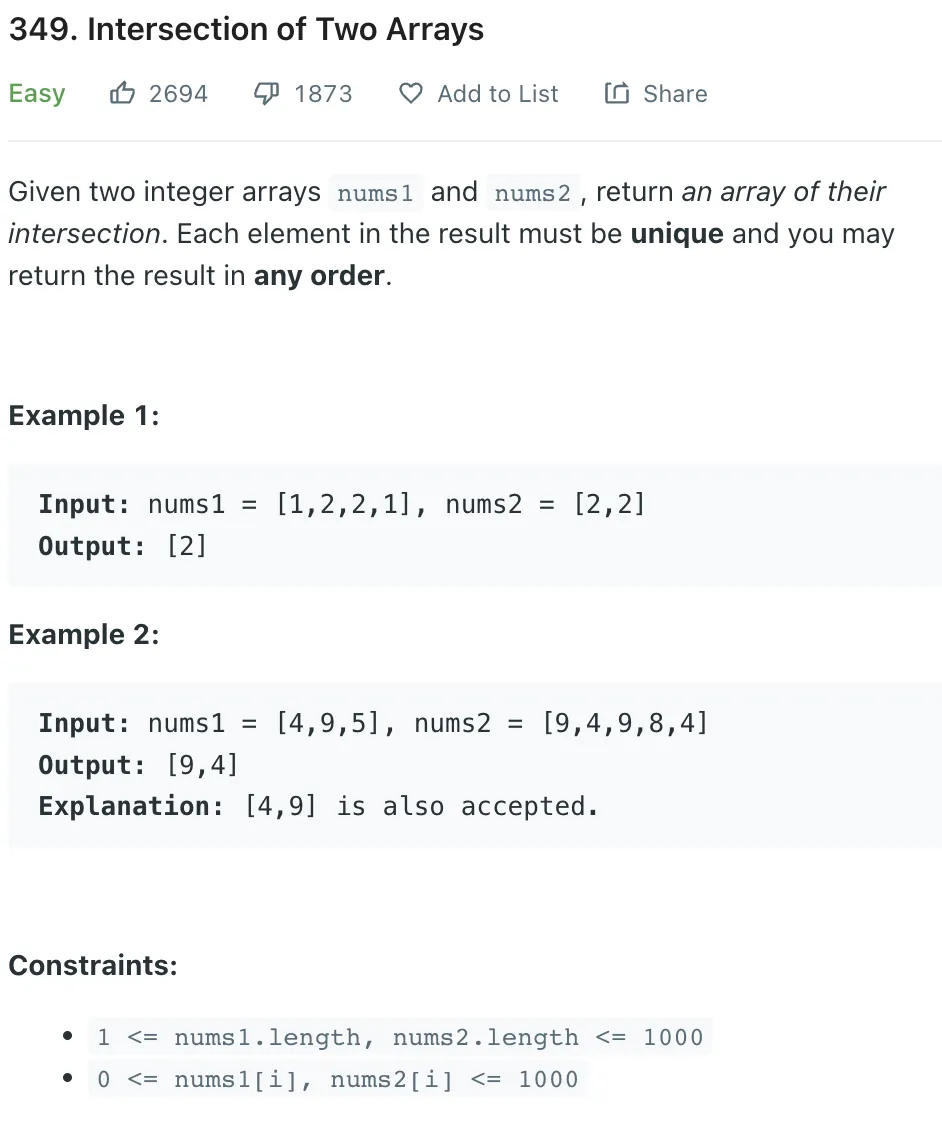 349. Intersection of Two Arrays
Easy 2694 1873 Add to List Share
Given two integer arrays nums1 and nums2, return an array of their
intersection. Each element in the result must be unique and you may
return the result in any order.
Example 1:
Input: nums1 = [1,2,2,1], nums2 = [2,2]
Output: [2]
Example 2:
Input: nums1 = [4,9,5], nums2 = [9,4,9,8,4]
Output: [9,4]
Explanation: [4,9] is also accepted.
Constraints:
• 1 <= nums1.length, nums2.length <= 1000
• 0 <= nums1[i], nums2[i] <= 1000